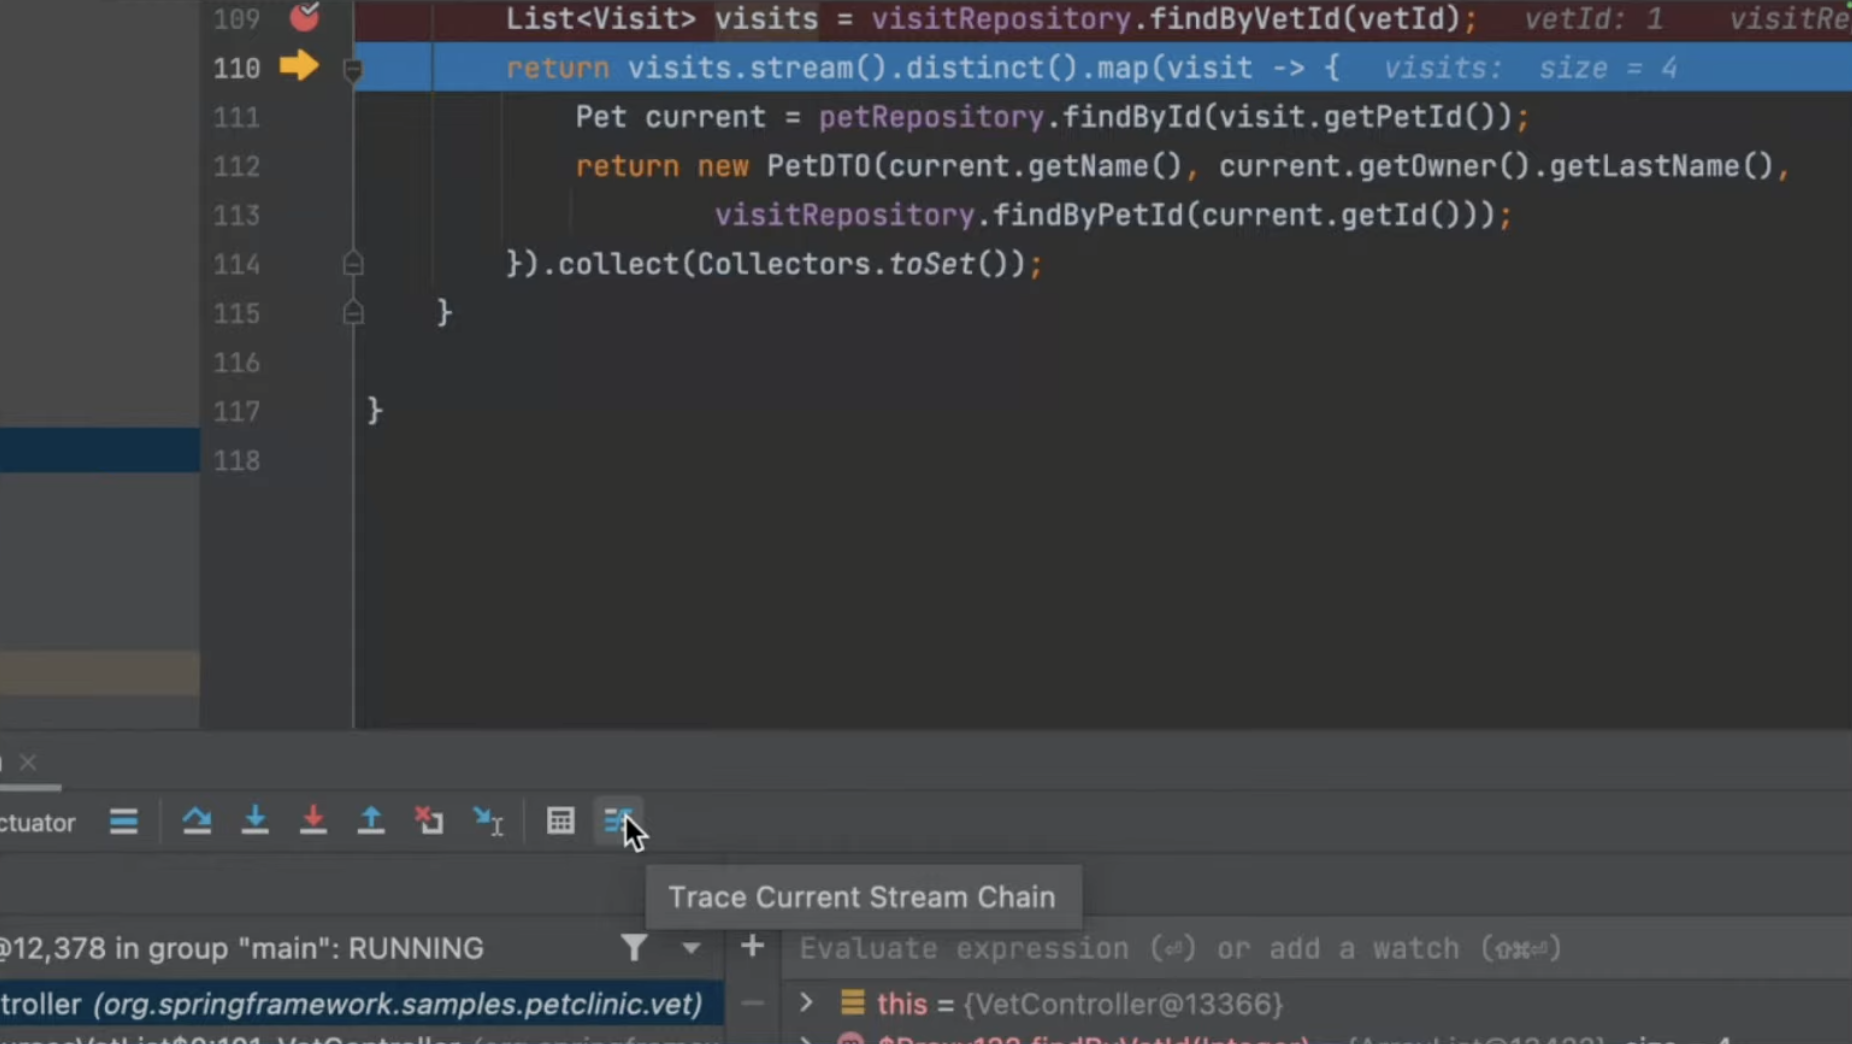 109 List<Visit> visits = visitRepository.findByVetId(vetId); vetId: 1 visitRe
110 return visits.stream().distinct().map(visit -> { visits: size = 4
111 Pet current = petRepository.findById(visit.getPetId());
112 return new PetDTO(current.getName(), current.getOwner().getLastName(),
113 visitRepository.findByPetId(current.getId()));
114 }).collect(Collectors.toSet());
115 }
116
117 }
118
ctuator
Trace Current Stream Chain
@12,378 in group "main": RUNNING
Evaluate expression (⏎) or add a watch (⇧⌘⏎)
troller (org.springframework.samples.petclinic.vet)
this = {VetController@13366}